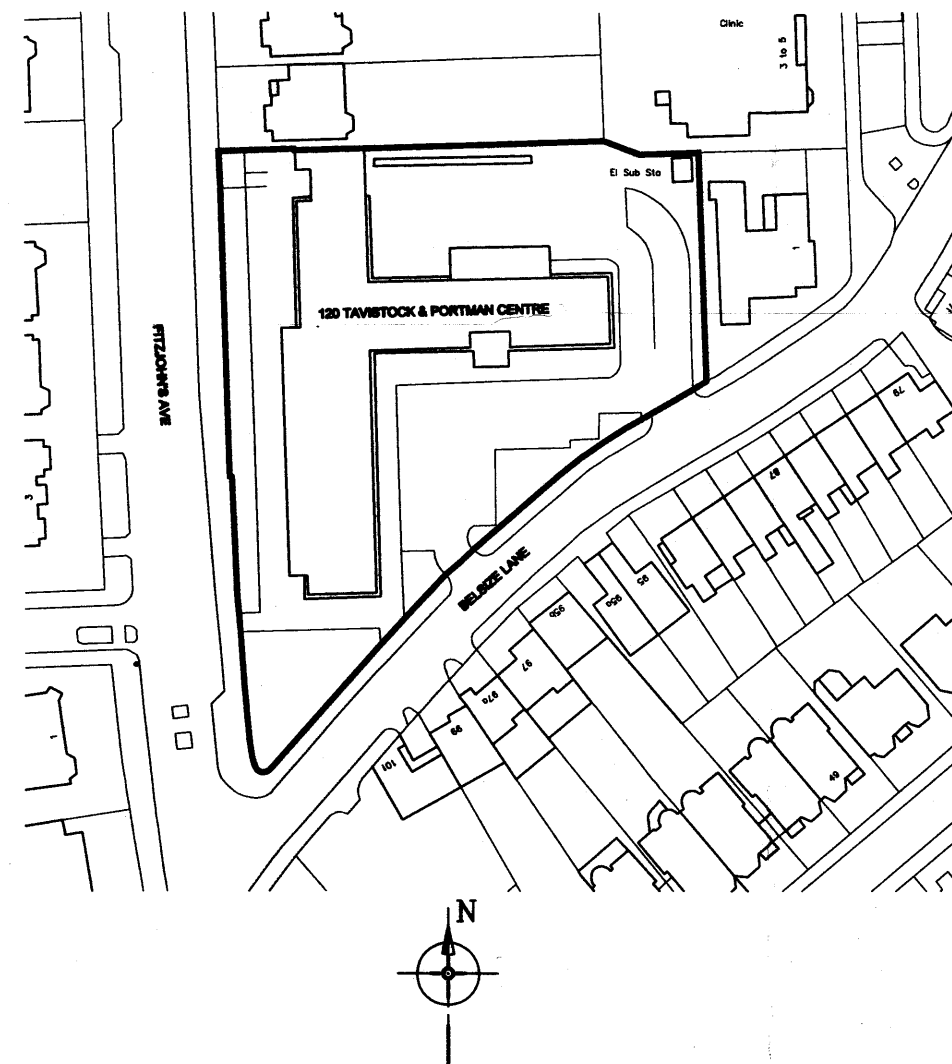 Clinic
3 to 5
El Sub Sta
1
120 TAVISTOCK & PORTMAN CENTRE
FITZJOHN'S AVE
79
87
3
BELSIZE LANE
95
95a
95b
97
97a
99
101
1
49
N